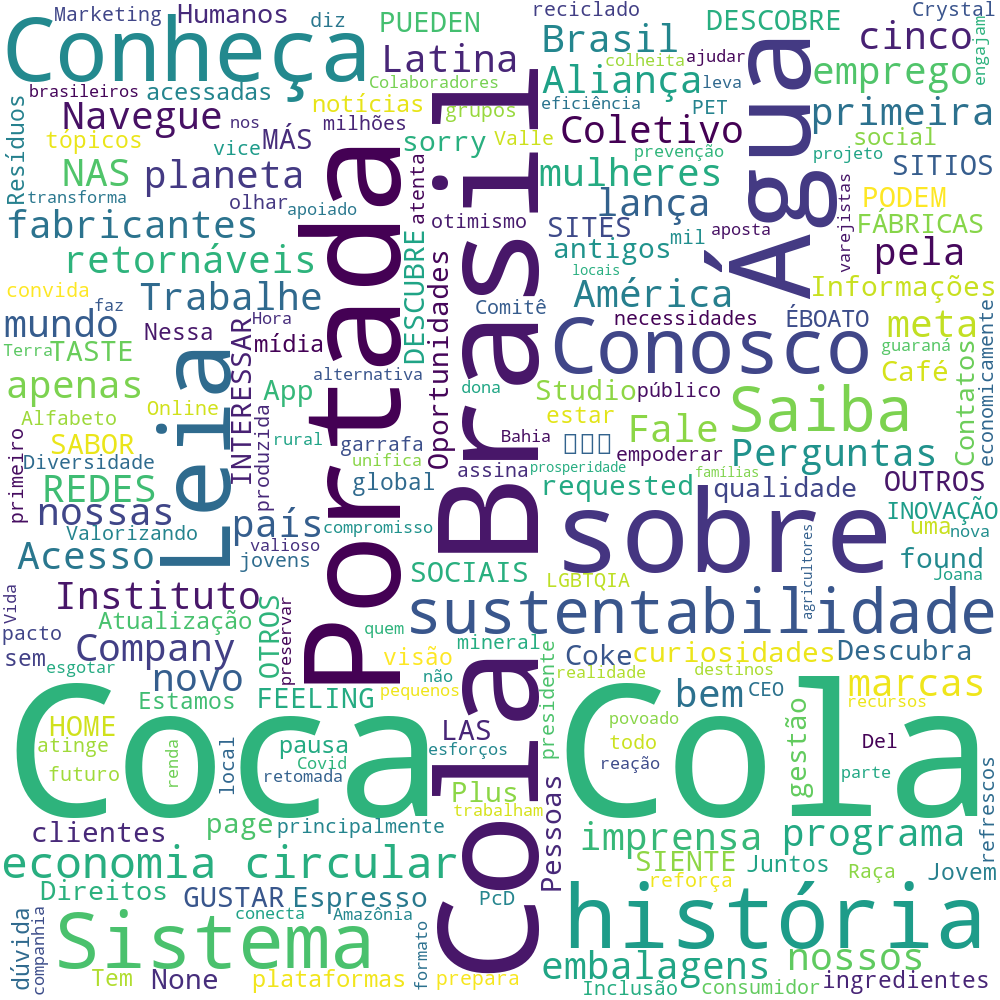 Marketing
Humanos
diz
PUEDEN
reciclado
DESCOBRE
Crystal
Conheça
Latina
Brasil
colheita
ajudar
cinco
engajam
brasileiros
acessadas
Colaboradores
Aliança
leva
emprego
Resíduos
Navegue
nos
notícias
milhões
grupos
eficiência
PET
primeira
tópicos
vice
MÁS
sorry
Valle
Coletivo
prevenção
social
projeto
NAS
planeta
atenta
mulheres
SITIOS
transforma
olhar
apoiado
otimismo
lança
PODEM
varejistas
fabricantes
DESCUBRE
SITES
mil
aposta
FÁBRICAS
retornáveis
Oportunidades
antigos
pela
Água
convida
Trabalhe
locais
América
Informações
faz
Comitê
mundo
Nessa
Hora
necessidades
ÉBOATO
meta
Terra
TASTE
INTERESSAR
mídia
Conosco
guaraná
Leia
Portada
Cola Brasil
apenas
App
alternativa
dona
Studio
público
Café
Contatos
economicamente
Alfabeto
Online
estar
Saiba
SABOR
rural
garrafa
Bahia
Fale
primeiro
Diversidade
produzida
unifica
assina
prosperidade
empoderar
Perguntas
famílias
REDES
global
requested
qualidade
OUTROS
nossas
país
compromisso
sobre
INOVAÇÃO
Valorizando
valioso
uma
nova
Acesso
jovens
SOCIAIS
LGBTQIA
agricultores
found
Joana
Instituto
OTROS
preservar
sustentabilidade
Vida
Atualização
quem
pacto
Company
não
mineral
Coke
curiosidades
Descubra
sem
esgotar
visão
presidente
realidade
destinos
novo
pequenos
bem
CEO
marcas
Estamos
FEELING
recursos
HOME
LAS
povoado
gestão
Coca Cola
atinge
renda
local
pausa
esforços
todo
Del
futuro
Covid
retomada
reação
parte
refrescos
Plus
trabalham
clientes
page
principalmente
Pessoas
imprensa
programa
economia circular
SIENTE
Juntos
Raça
Jovem
reforça
Direitos
GUSTAR
Espresso
PcD
conecta
Amazônia
história
dúvida
companhia
Sistema
formato
embalagens
nossos
Tem
None
plataformas
prepara
Inclusão
consumidor
ingredientes